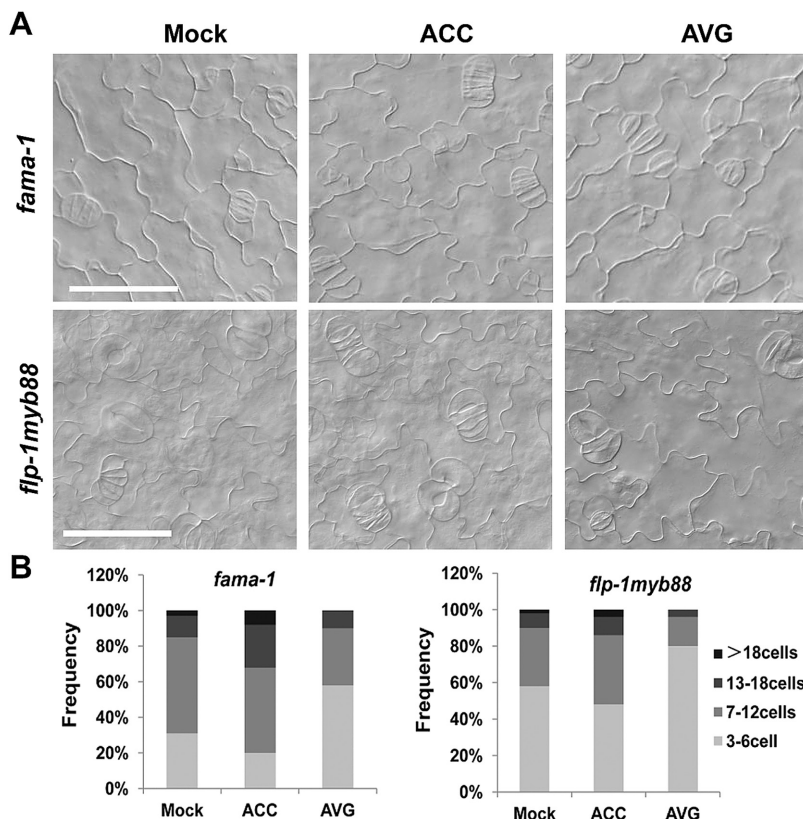 A
Mock ACC AVG
fama-1
flp-1myb88
B
fama-1
Frequency
120%
100%
80%
60%
40%
20%
0%
Mock ACC AVG
flp-1myb88
Frequency
120%
100%
80%
60%
40%
20%
0%
Mock ACC AVG
>18cells
13-18cells
7-12cells
3-6cell